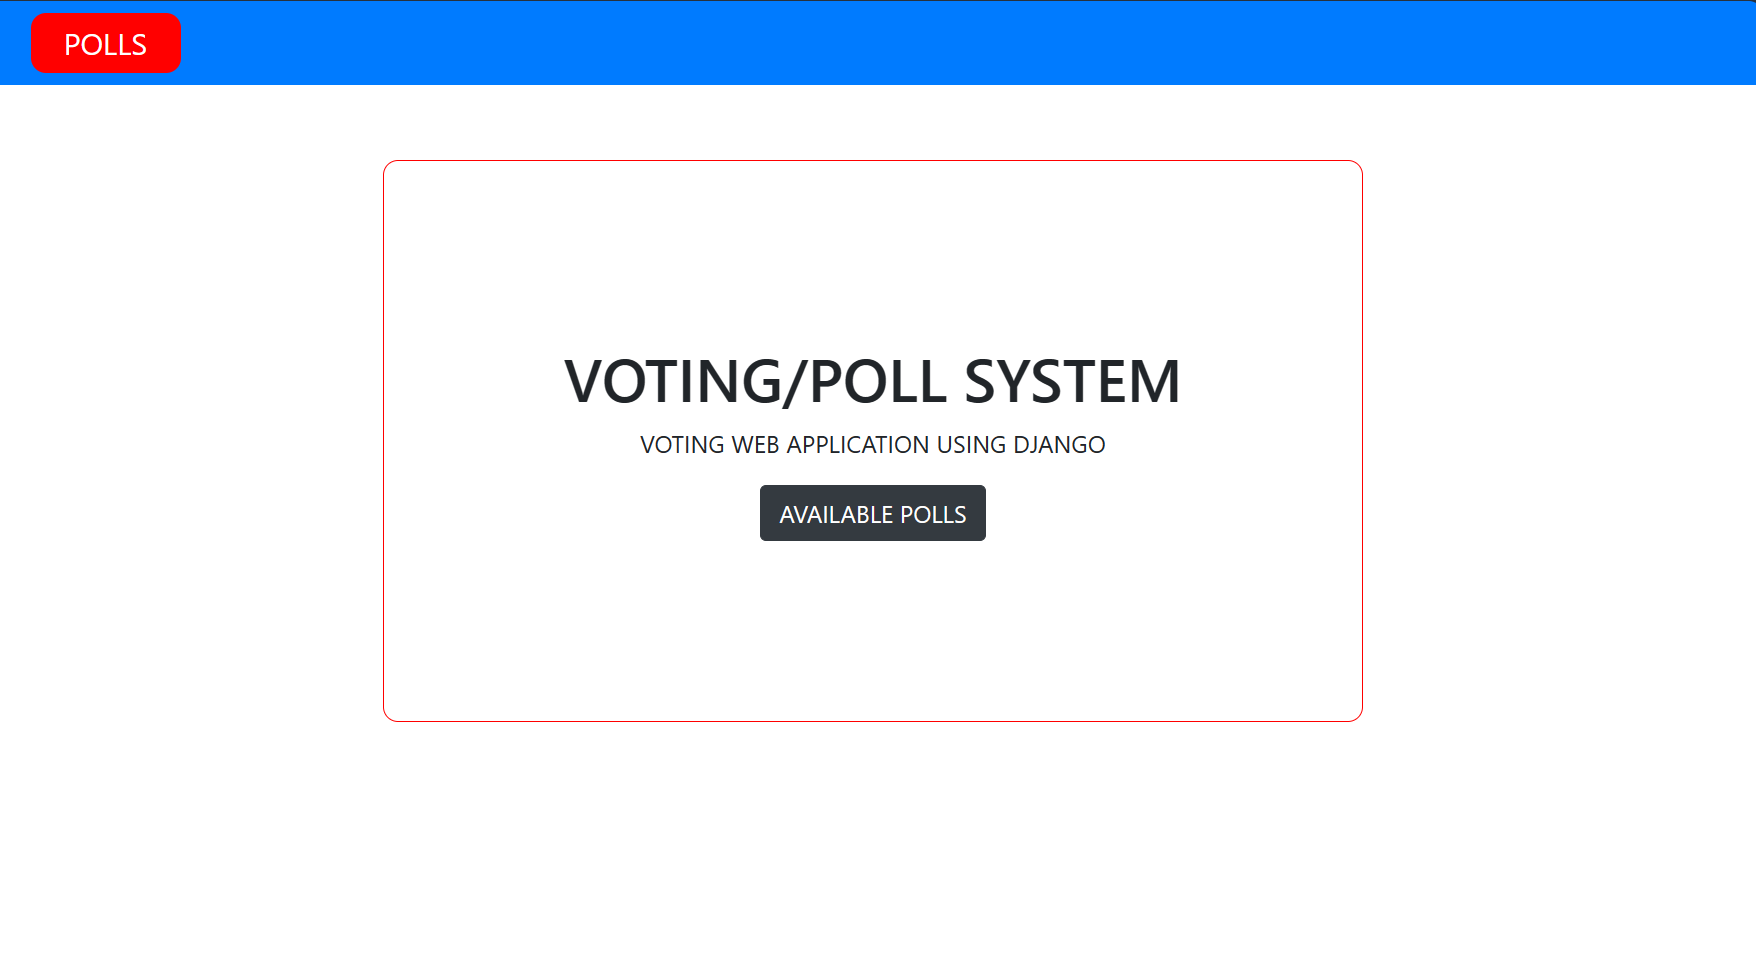 POLLS
VOTING/POLL SYSTEM
VOTING WEB APPLICATION USING DJANGO
AVAILABLE POLLS